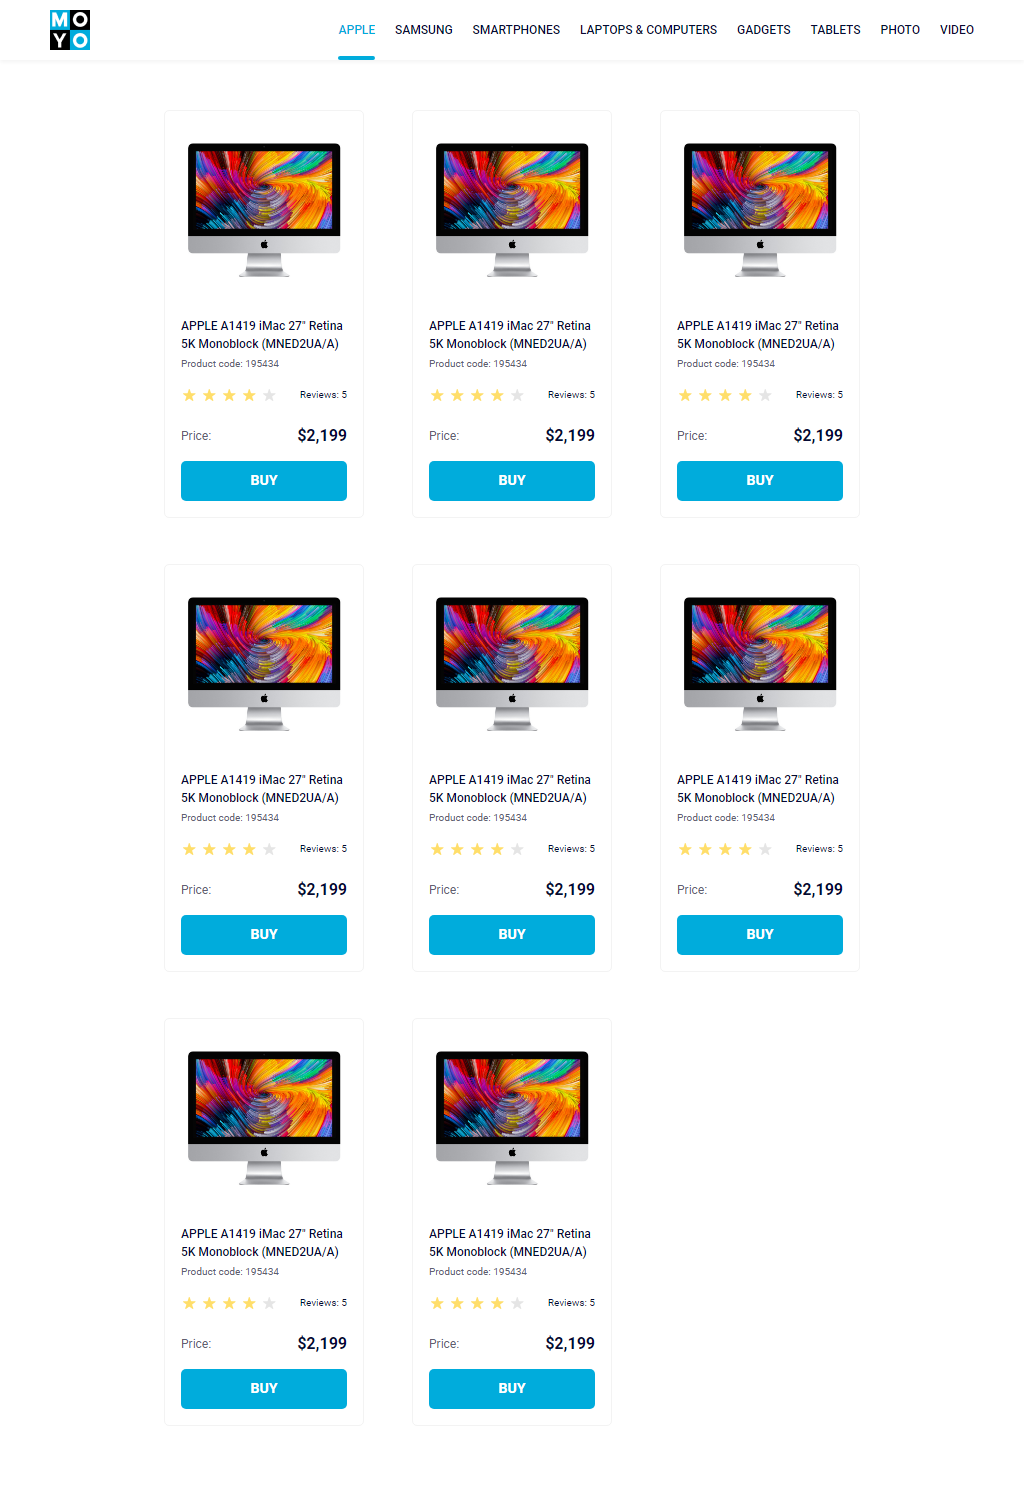 MO
YO
APPLE SAMSUNG SMARTPHONES LAPTOPS & COMPUTERS GADGETS TABLETS PHOTO VIDEO
APPLE A1419 iMac 27" Retina
5K Monoblock (MNED2UA/A)
Product code: 195434
Reviews: 5
Price: $2,199
BUY
APPLE A1419 iMac 27" Retina
5K Monoblock (MNED2UA/A)
Product code: 195434
Reviews: 5
Price: $2,199
BUY
APPLE A1419 iMac 27" Retina
5K Monoblock (MNED2UA/A)
Product code: 195434
Reviews: 5
Price: $2,199
BUY
APPLE A1419 iMac 27" Retina
5K Monoblock (MNED2UA/A)
Product code: 195434
Reviews: 5
Price: $2,199
BUY
APPLE A1419 iMac 27" Retina
5K Monoblock (MNED2UA/A)
Product code: 195434
Reviews: 5
Price: $2,199
BUY
APPLE A1419 iMac 27" Retina
5K Monoblock (MNED2UA/A)
Product code: 195434
Reviews: 5
Price: $2,199
BUY
APPLE A1419 iMac 27" Retina
5K Monoblock (MNED2UA/A)
Product code: 195434
Reviews: 5
Price: $2,199
BUY
APPLE A1419 iMac 27" Retina
5K Monoblock (MNED2UA/A)
Product code: 195434
Reviews: 5
Price: $2,199
BUY